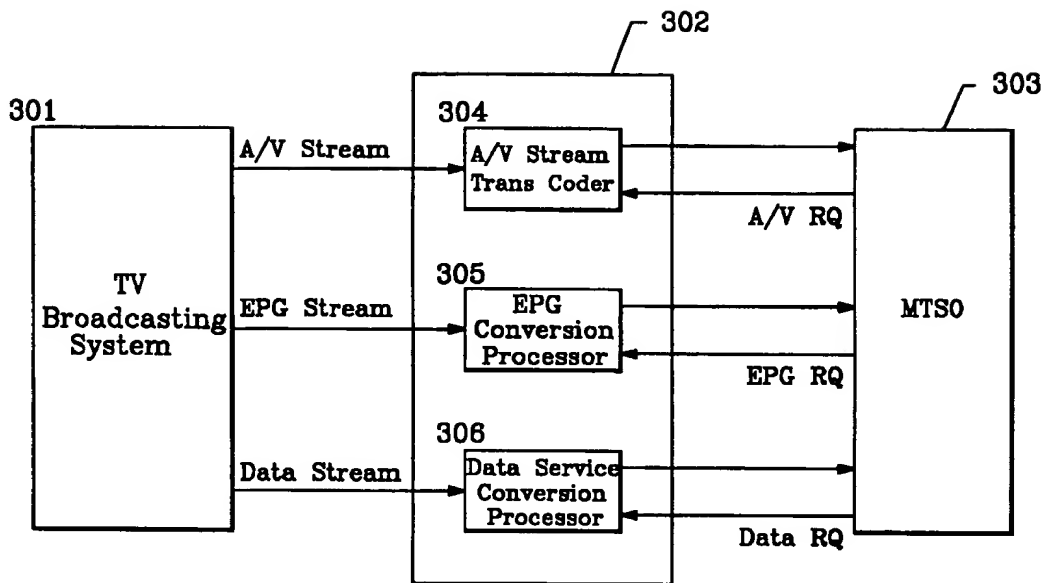 302
303
301
A/V Stream
304
A/V Stream
Trans Coder
A/V RQ
TV
Broadcasting
System
EPG Stream
305
EPG
Conversion
Processor
EPG RQ
MTSO
Data Stream
306
Data Service
Conversion
Processor
Data RQ